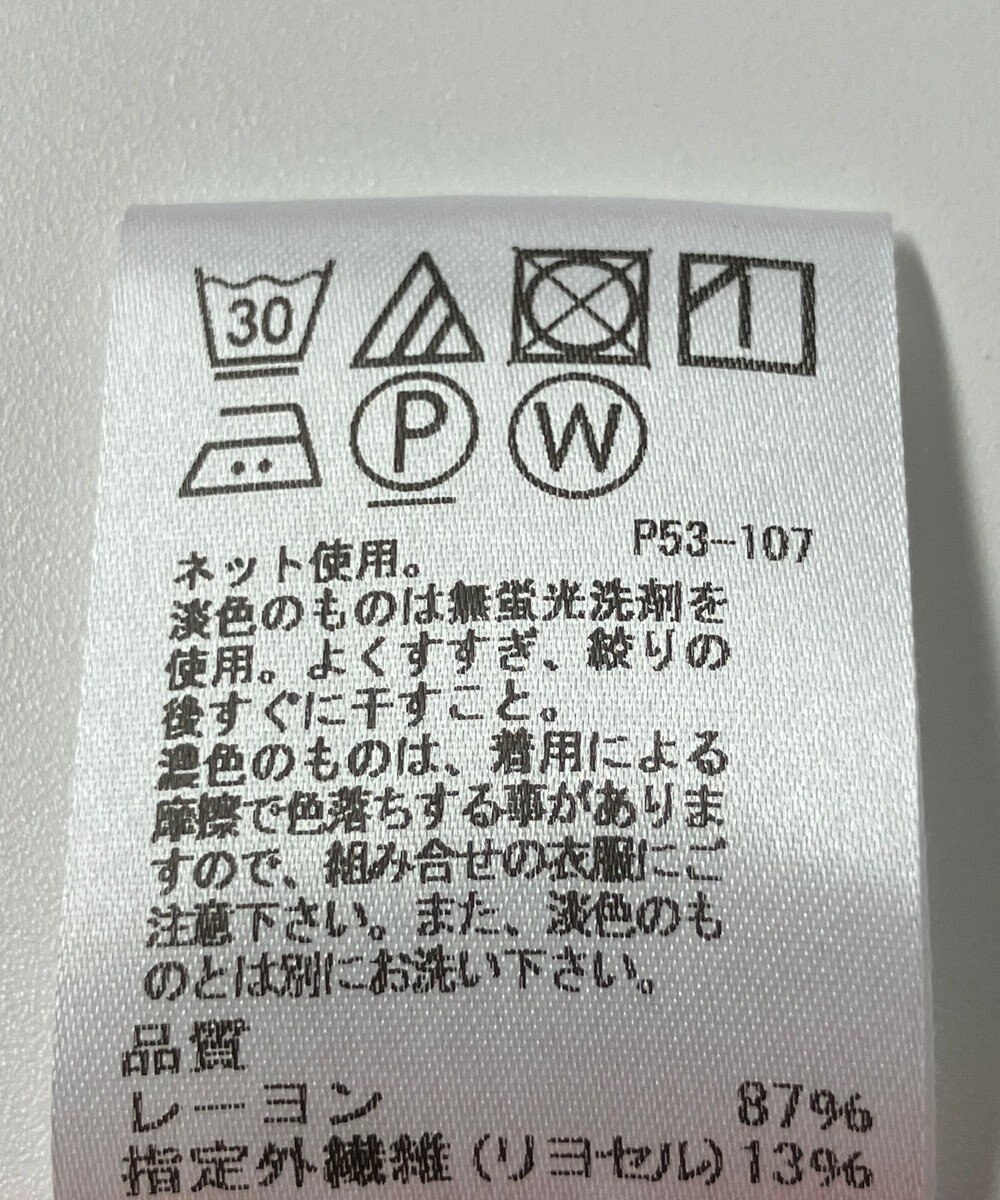 30
P W
P53-107
ネット使用。
淡色のものは無蛍光洗剤を
使用。よくすすぎ、絞りの
後すぐに干すこと。
濃色のものは、着用による
摩擦で色落ちする事がありま
すので、組み合せの衣服にご
注意下さい。また、淡色のも
のとは別にお洗い下さい。
品質
レーヨン 87%
指定外繊維(リヨセル)13%